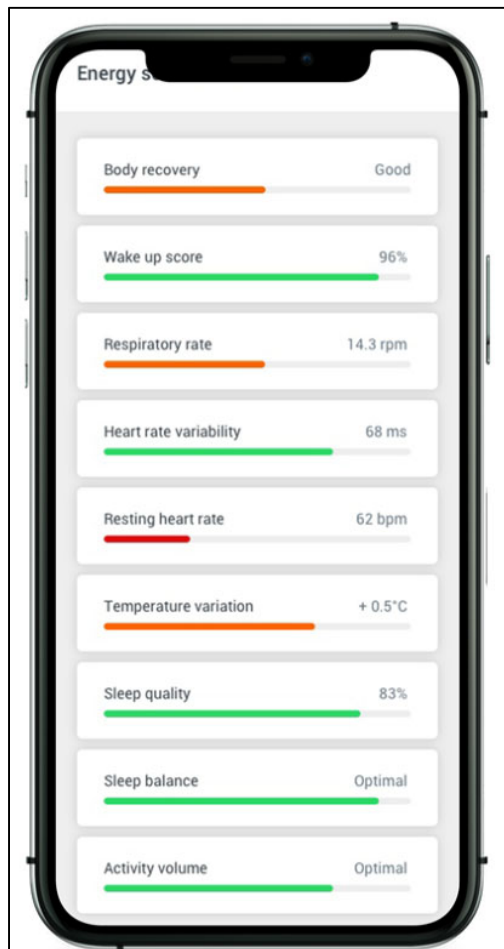 Energy
Body recovery Good
Wake up score 96%
Respiratory rate 14.3 rpm
Heart rate variability 68 ms
Resting heart rate 62 bpm
Temperature variation + 0.5°C
Sleep quality 83%
Sleep balance Optimal
Activity volume Optimal